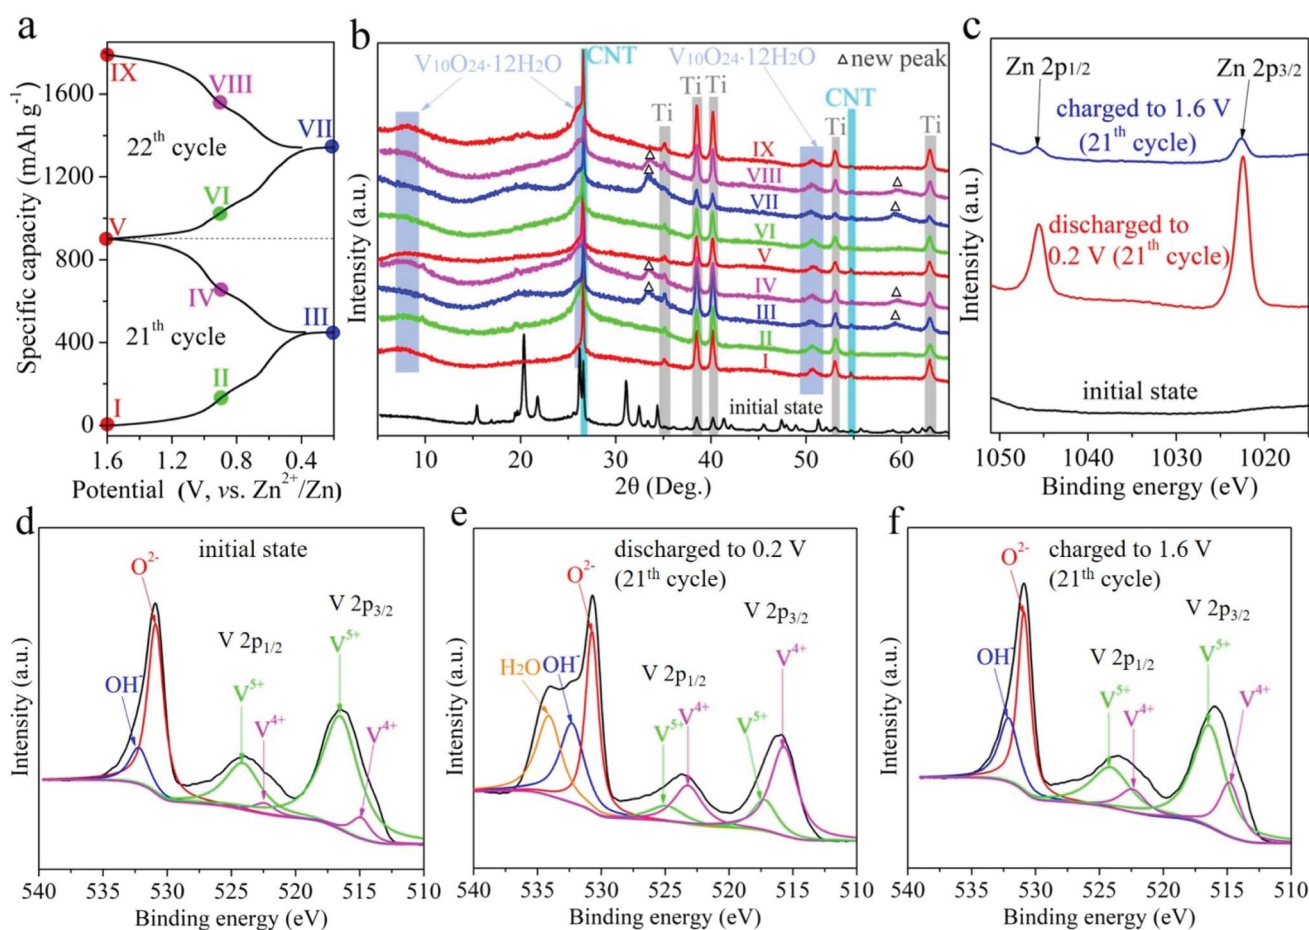 a
Specific capacity (mAh g⁻¹)
1600
1200
800
400
0
IX
VIII
VII
22ᵗʰ cycle
VI
V
IV
III
21ᵗʰ cycle
II
I
1.6 1.2 0.8 0.4
Potential (V, vs. Zn²⁺/Zn)
b
Intensity (a.u.)
V₁₀O₂₄·12H₂O
CNT
V₁₀O₂₄·12H₂O
Δ new peak
Ti
Ti Ti
CNT
Ti
Ti
IX
VIII
VII
VI
V
IV
III
II
I
initial state
10 20 30 40 50 60
2θ (Deg.)
c
Intensity (a.u.)
Zn 2p₁/₂
Zn 2p₃/₂
charged to 1.6 V
(21ᵗʰ cycle)
discharged to
0.2 V (21ᵗʰ cycle)
initial state
1050 1040 1030 1020
Binding energy (eV)
d
Intensity (a.u.)
initial state
O²⁻
OH⁻
V 2p₁/₂
V⁵⁺
V⁴⁺
V 2p₃/₂
V⁵⁺
V⁴⁺
540 535 530 525 520 515 510
Binding energy (eV)
e
Intensity (a.u.)
discharged to 0.2 V
(21ᵗʰ cycle)
O²⁻
H₂O
OH⁻
V 2p₁/₂
V⁵⁺
V⁴⁺
V 2p₃/₂
V⁵⁺
V⁴⁺
540 535 530 525 520 515 510
Binding energy (eV)
f
Intensity (a.u.)
charged to 1.6 V
(21ᵗʰ cycle)
O²⁻
OH⁻
V 2p₁/₂
V⁵⁺
V⁴⁺
V 2p₃/₂
V⁵⁺
V⁴⁺
540 535 530 525 520 515 510
Binding energy (eV)